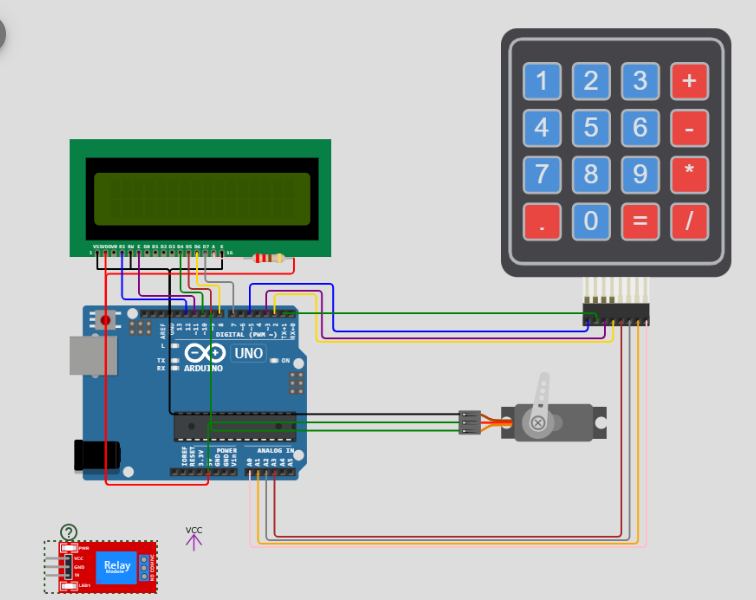 1 2 3 +
4 5 6 -
7 8 9 *
. 0 = /
VSS VDD V0 RS RW E D0 D1 D2 D3 D4 D5 D6 D7 A K
1 16
AREF
GND
13
12
~11
~10
~9
8
7
~6
~5
4
~3
2
TX→1
RX←0
DIGITAL (PWM ~)
L
TX
RX
UNO
ON
ARDUINO
POWER
ANALOG IN
IOREF
RESET
3.3V
5V
GND
GND
Vin
A0
A1
A2
A3
A4
A5
?
VCC
PWR
VCC
GND
IN
Relay
Module
NO COM NC
LED1